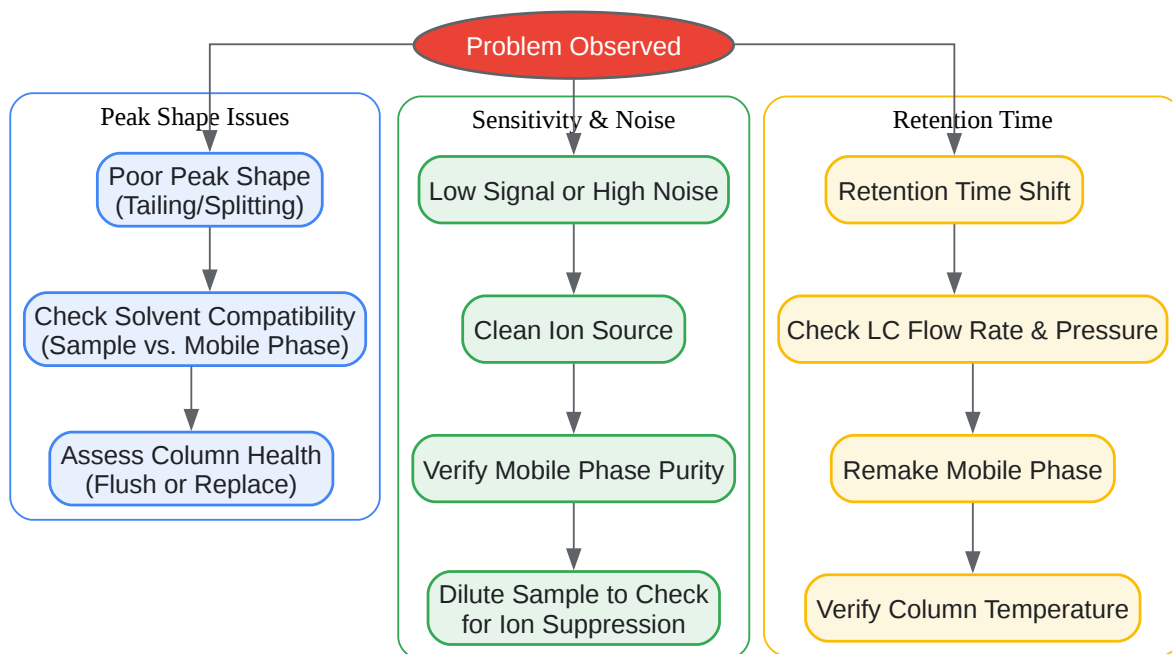 Problem Observed
Peak Shape Issues
Poor Peak Shape
(Tailing/Splitting)
Check Solvent Compatibility
(Sample vs. Mobile Phase)
Assess Column Health
(Flush or Replace)
Sensitivity & Noise
Low Signal or High Noise
Clean Ion Source
Verify Mobile Phase Purity
Dilute Sample to Check
for Ion Suppression
Retention Time
Retention Time Shift
Check LC Flow Rate & Pressure
Remake Mobile Phase
Verify Column Temperature